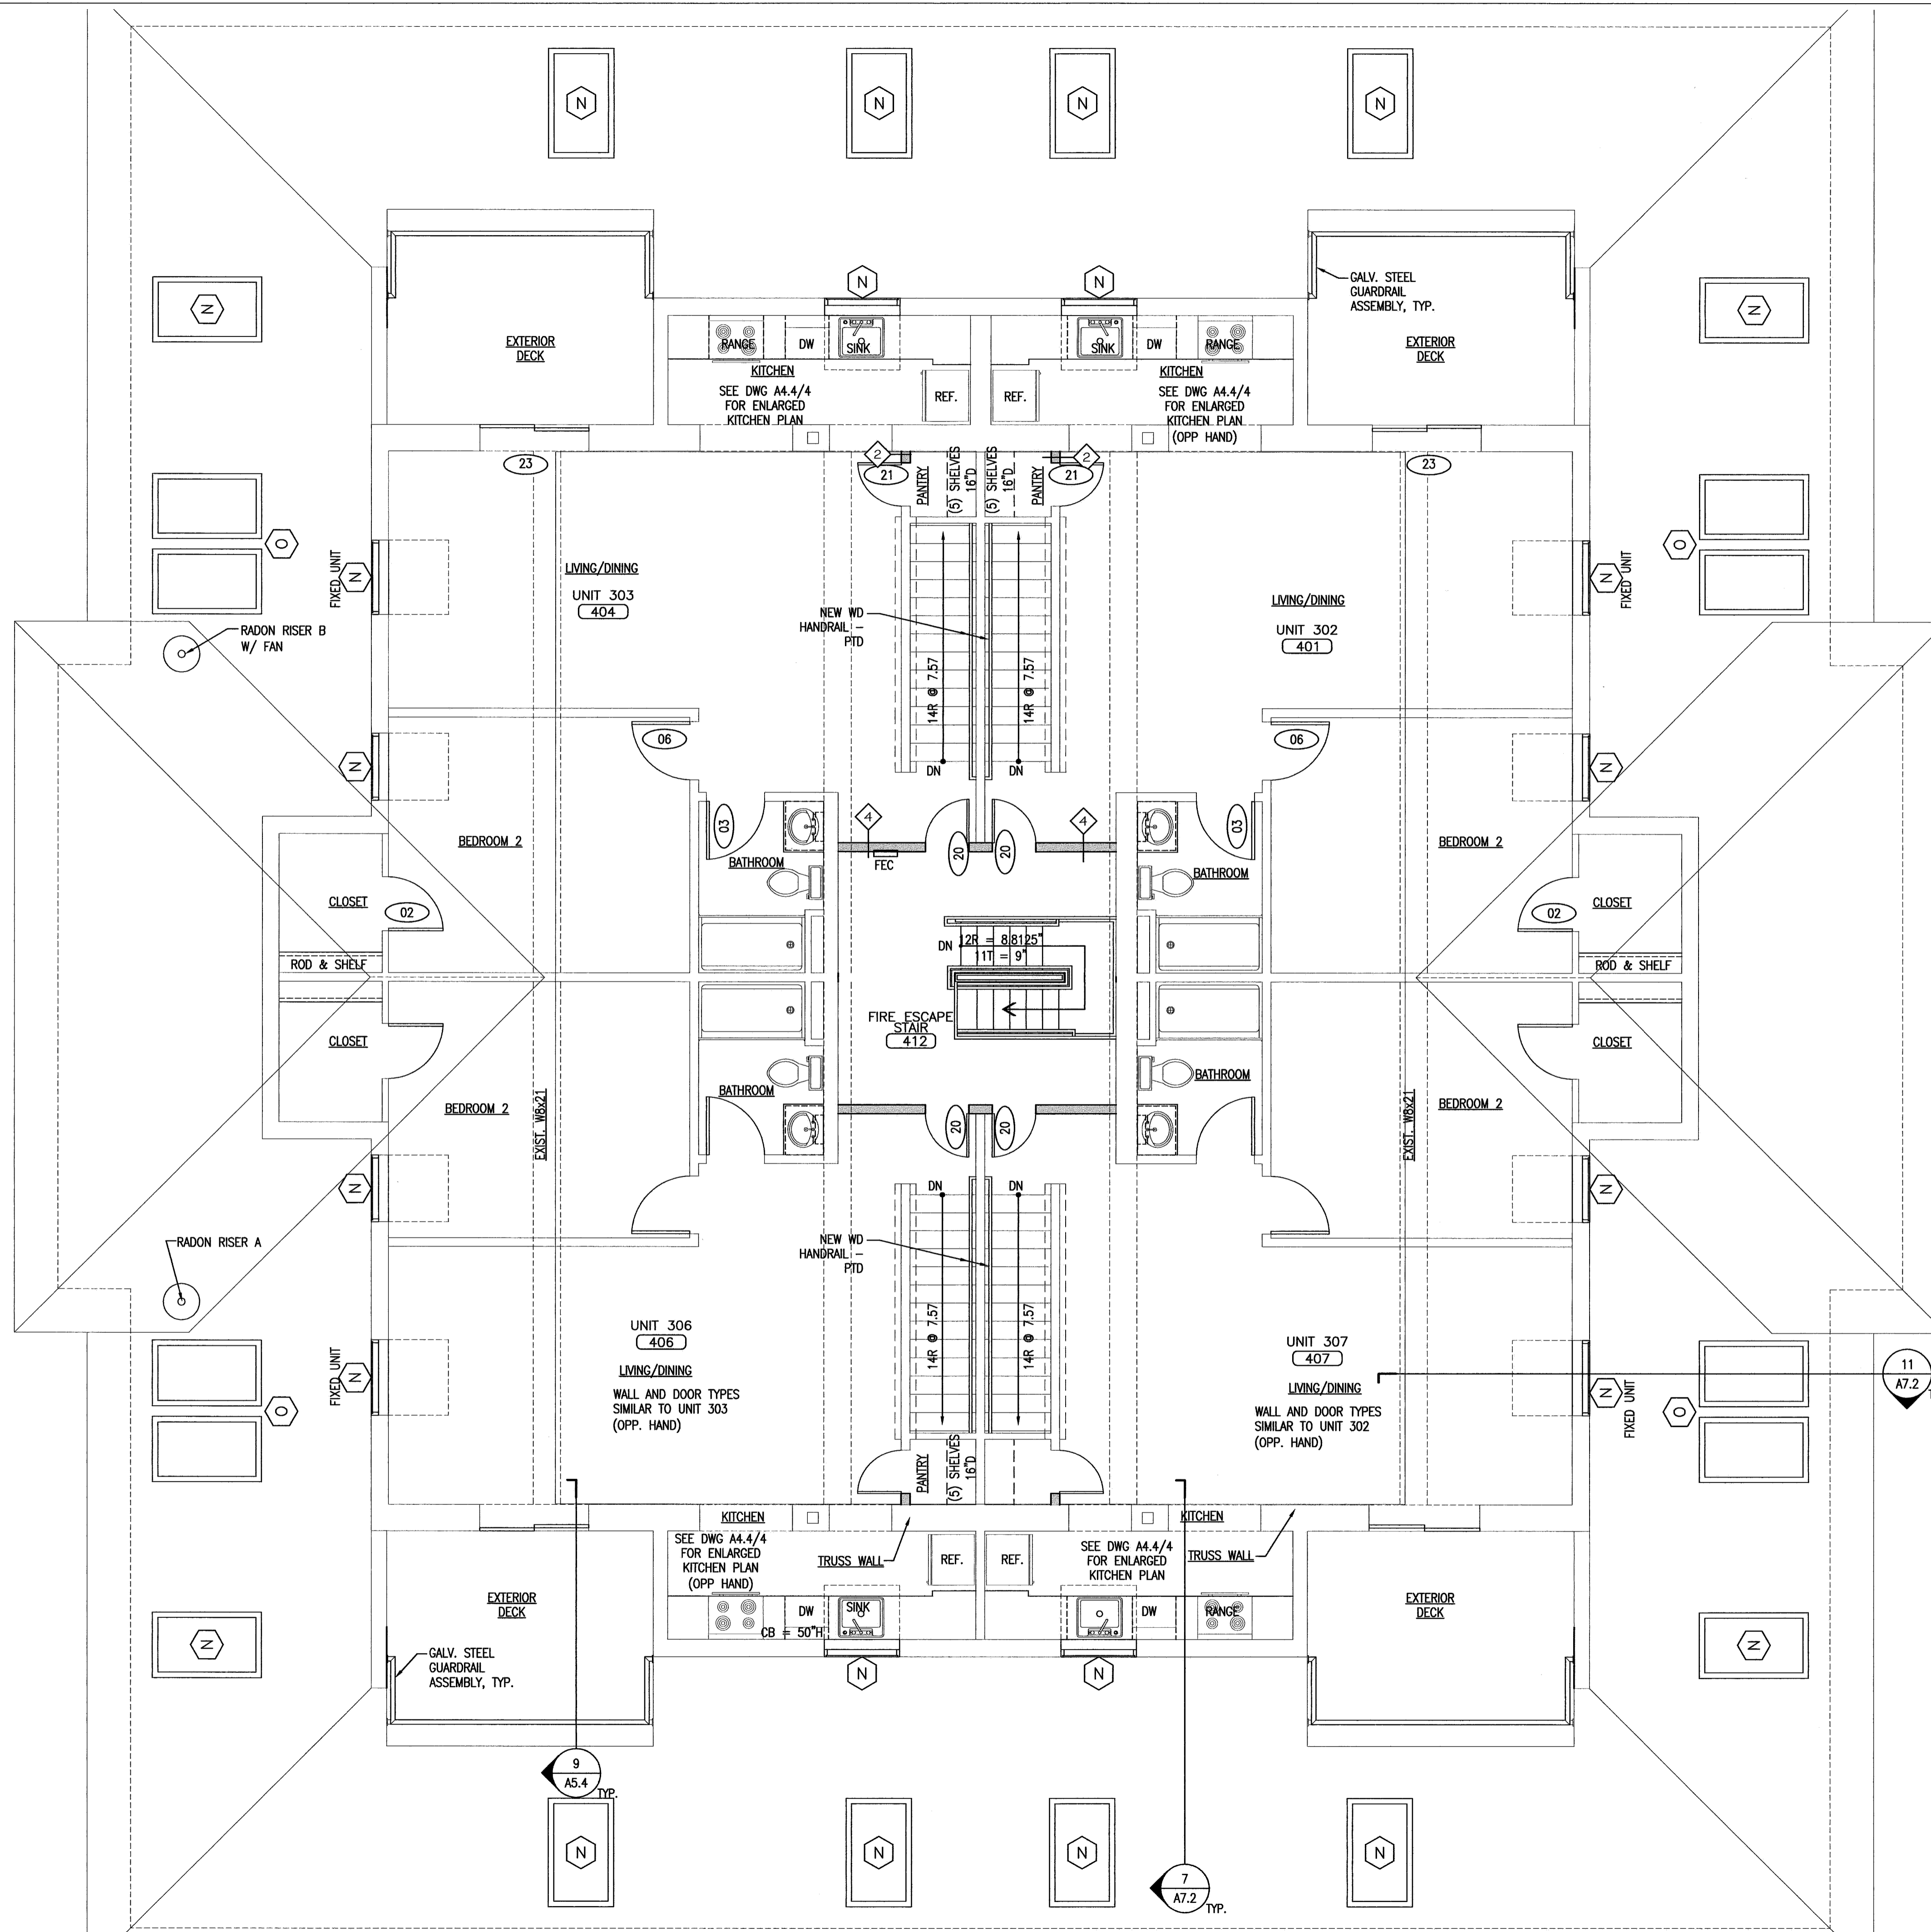 N
N
N
N
N
N
N
N
GALV. STEEL
GUARDRAIL
ASSEMBLY, TYP.
EXTERIOR
DECK
RANGE
DW
SINK
SINK
DW
RANGE
EXTERIOR
DECK
KITCHEN
SEE DWG A4.4/4
FOR ENLARGED
KITCHEN PLAN
REF.
REF.
KITCHEN
SEE DWG A4.4/4
FOR ENLARGED
KITCHEN PLAN
(OPP HAND)
23
2
21
PANTRY
(5) SHELVES
16"D
(5) SHELVES
16"D
PANTRY
2
21
23
O
FIXED UNIT
N
LIVING/DINING
UNIT 303
404
NEW WD
HANDRAIL –
PTD
14R @ 7.57
DN
14R @ 7.57
DN
LIVING/DINING
UNIT 302
401
N
FIXED UNIT
O
RADON RISER B
W/ FAN
06
06
N
N
BEDROOM 2
03
BATHROOM
4
FEC
20
20
4
03
BATHROOM
BEDROOM 2
CLOSET
02
ROD & SHELF
DN
12R = 8.8125"
11T = 9"
02
CLOSET
ROD & SHELF
FIRE ESCAPE
STAIR
412
CLOSET
BEDROOM 2
EXIST. W8x21
BATHROOM
20
20
BATHROOM
EXIST. W8x21
BEDROOM 2
CLOSET
N
N
RADON RISER A
DN
DN
NEW WD
HANDRAIL –
PTD
14R @ 7.57
14R @ 7.57
UNIT 306
406
LIVING/DINING
WALL AND DOOR TYPES
SIMILAR TO UNIT 303
(OPP. HAND)
UNIT 307
407
LIVING/DINING
WALL AND DOOR TYPES
SIMILAR TO UNIT 302
(OPP. HAND)
11
A7.2
O
FIXED UNIT
N
N
FIXED UNIT
O
PANTRY
(5) SHELVES
16"D
KITCHEN
SEE DWG A4.4/4
FOR ENLARGED
KITCHEN PLAN
(OPP HAND)
TRUSS WALL
REF.
REF.
KITCHEN
SEE DWG A4.4/4
FOR ENLARGED
KITCHEN PLAN
TRUSS WALL
EXTERIOR
DECK
DW
SINK
CB = 50"H
DW
RANGE
EXTERIOR
DECK
N
N
GALV. STEEL
GUARDRAIL
ASSEMBLY, TYP.
N
N
9
A5.4
TYP.
7
A7.2
TYP.
N
N
N
N